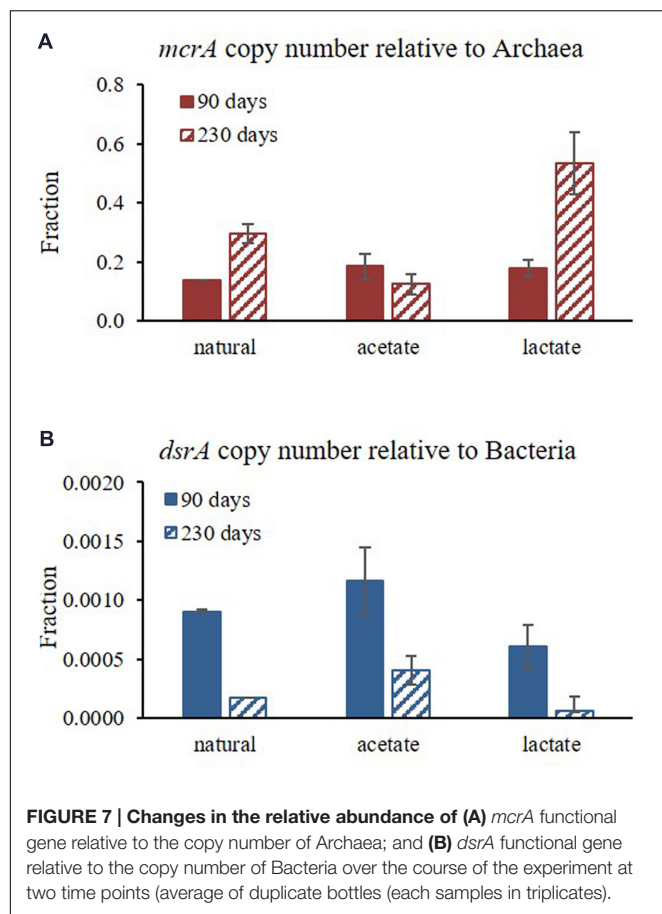 A
mcrA copy number relative to Archaea
0.8
0.6
0.4
0.2
0.0
Fraction
90 days
230 days
natural acetate lactate
B
dsrA copy number relative to Bacteria
0.0020
0.0015
0.0010
0.0005
0.0000
Fraction
90 days
230 days
natural acetate lactate
FIGURE 7 | Changes in the relative abundance of (A) mcrA functional
gene relative to the copy number of Archaea; and (B) dsrA functional gene
relative to the copy number of Bacteria over the course of the experiment at
two time points (average of duplicate bottles (each samples in triplicates).